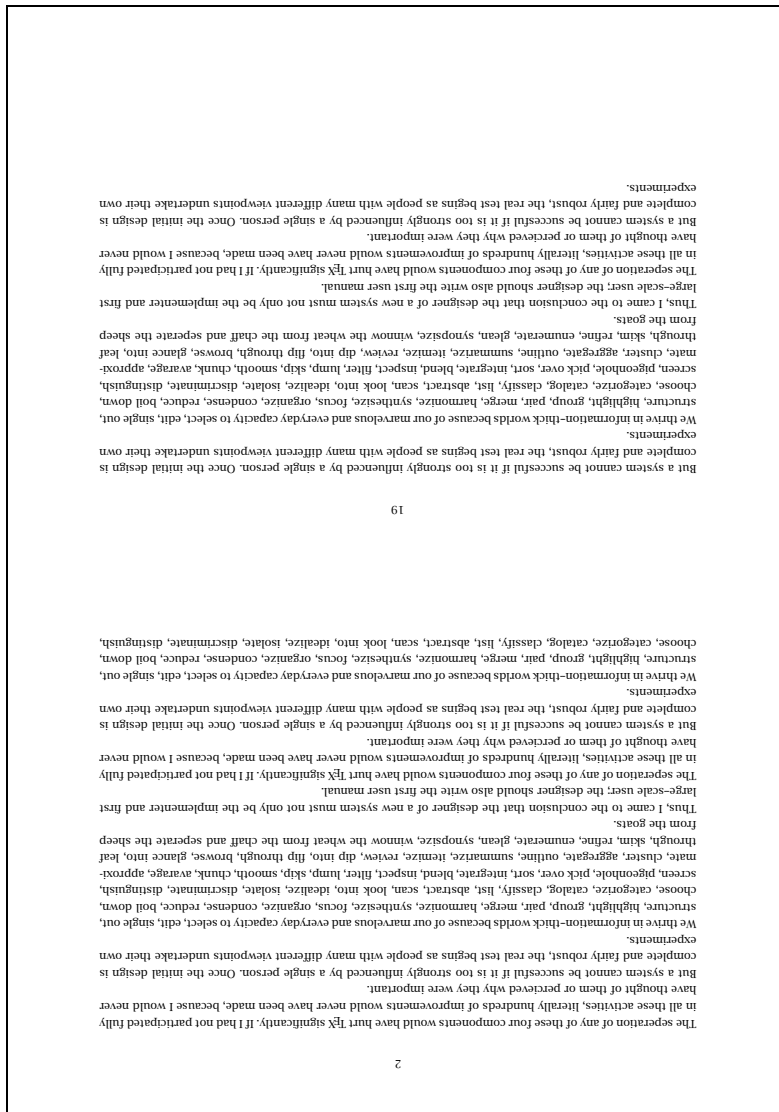 2
The seperation of any of these four components would have hurt TEX significantly. If I had not participated fully
in all these activities, literally hundreds of improvements would never have been made, because I would never
have thought of them or percieved why they were important.
But a system cannot be succesful if it is too strongly influenced by a single person. Once the initial design is
complete and fairly robust, the real test begins as people with many different viewpoints undertake their own
experiments.
We thrive in information-thick worlds because of our marvelous and everyday capacity to select, edit, single out,
structure, highlight, group, pair, merge, harmonize, synthesize, focus, organize, condense, reduce, boil down,
choose, categorize, catalog, classify, list, abstract, scan, look into, idealize, isolate, discriminate, distinguish,
screen, pigeonhole, pick over, sort, integrate, blend, inspect, filter, lump, skip, smooth, chunk, avarage, approxi-
mate, cluster, aggregate, outline, summarize, itemize, review, dip into, flip through, browse, glance into, leaf
through, skim, refine, enumerate, glean, synopsize, winnow the wheat from the chaff and seperate the sheep
from the goats.
Thus, I came to the conclusion that the designer of a new system must not only be the implementer and first
large-scale user; the designer should also write the first user manual.
The seperation of any of these four components would have hurt TEX significantly. If I had not participated fully
in all these activities, literally hundreds of improvements would never have been made, because I would never
have thought of them or percieved why they were important.
But a system cannot be succesful if it is too strongly influenced by a single person. Once the initial design is
complete and fairly robust, the real test begins as people with many different viewpoints undertake their own
experiments.
We thrive in information-thick worlds because of our marvelous and everyday capacity to select, edit, single out,
structure, highlight, group, pair, merge, harmonize, synthesize, focus, organize, condense, reduce, boil down,
choose, categorize, catalog, classify, list, abstract, scan, look into, idealize, isolate, discriminate, distinguish,
19
But a system cannot be succesful if it is too strongly influenced by a single person. Once the initial design is
complete and fairly robust, the real test begins as people with many different viewpoints undertake their own
experiments.
We thrive in information-thick worlds because of our marvelous and everyday capacity to select, edit, single out,
structure, highlight, group, pair, merge, harmonize, synthesize, focus, organize, condense, reduce, boil down,
choose, categorize, catalog, classify, list, abstract, scan, look into, idealize, isolate, discriminate, distinguish,
screen, pigeonhole, pick over, sort, integrate, blend, inspect, filter, lump, skip, smooth, chunk, avarage, approxi-
mate, cluster, aggregate, outline, summarize, itemize, review, dip into, flip through, browse, glance into, leaf
through, skim, refine, enumerate, glean, synopsize, winnow the wheat from the chaff and seperate the sheep
from the goats.
Thus, I came to the conclusion that the designer of a new system must not only be the implementer and first
large-scale user; the designer should also write the first user manual.
The seperation of any of these four components would have hurt TEX significantly. If I had not participated fully
in all these activities, literally hundreds of improvements would never have been made, because I would never
have thought of them or percieved why they were important.
But a system cannot be succesful if it is too strongly influenced by a single person. Once the initial design is
complete and fairly robust, the real test begins as people with many different viewpoints undertake their own
experiments.